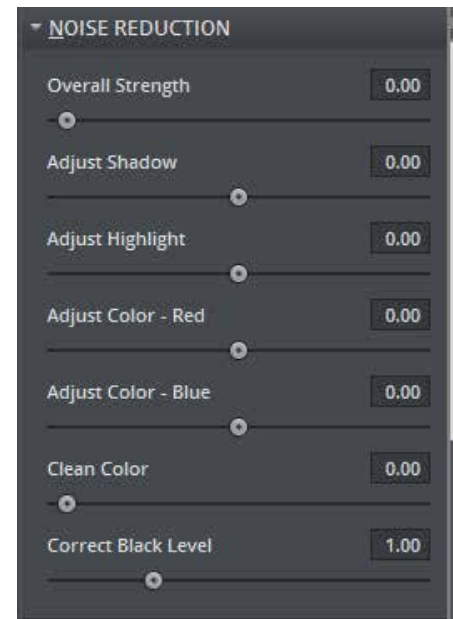 NOISE REDUCTION
Overall Strength 0.00
Adjust Shadow 0.00
Adjust Highlight 0.00
Adjust Color - Red 0.00
Adjust Color - Blue 0.00
Clean Color 0.00
Correct Black Level 1.00